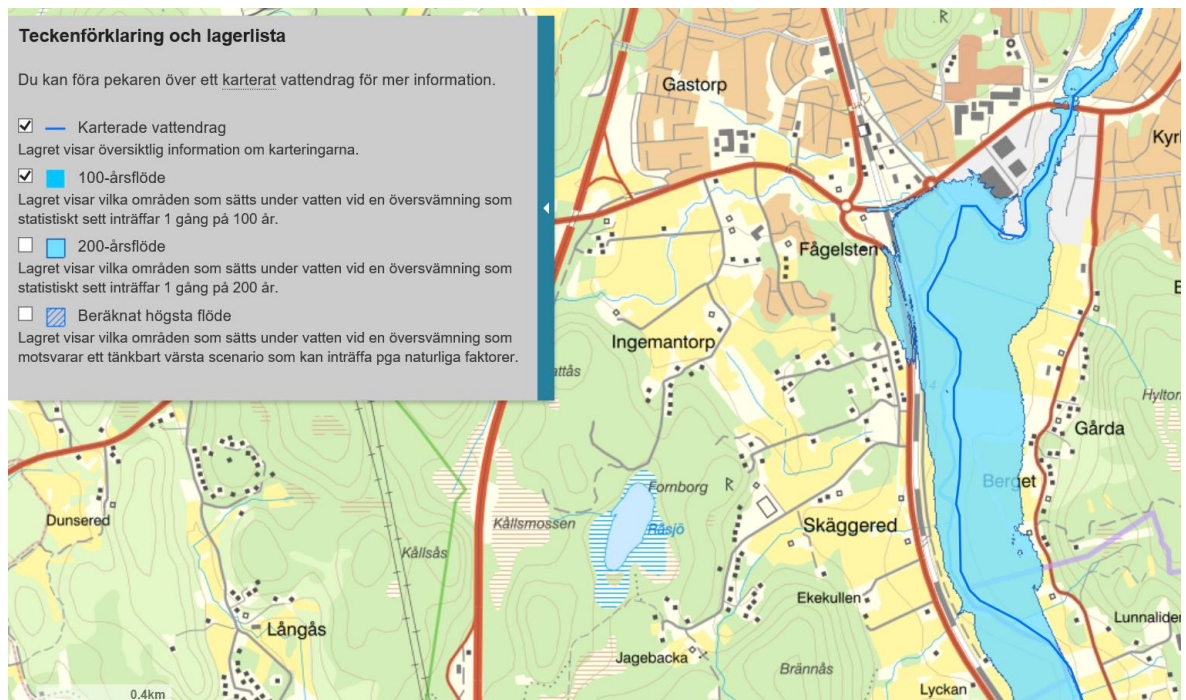 Teckenförklaring och lagerlista
Du kan föra pekaren över ett karterat vattendrag för mer information.
Karterade vattendrag
Lagret visar översiktlig information om karteringarna.
100-årsflöde
Lagret visar vilka områden som sätts under vatten vid en översvämning som
statistiskt sett inträffar 1 gång på 100 år.
200-årsflöde
Lagret visar vilka områden som sätts under vatten vid en översvämning som
statistiskt sett inträffar 1 gång på 200 år.
Beräknat högsta flöde
Lagret visar vilka områden som sätts under vatten vid en översvämning som
motsvarar ett tänkbart värsta scenario som kan inträffa pga naturliga faktorer.
R
Gastorp
Kyrl
Fågelsten
E
Ingemantorp
attås
14
Hyltorn
Gårda
Fornborg
R
Berget
Dunsered
Kållsmossen
Råsjö
Skäggered
Kållsås
Ekekullen
Långås
Lunnaliden
Jagebacka
Brännås
Lyckan
0.4km